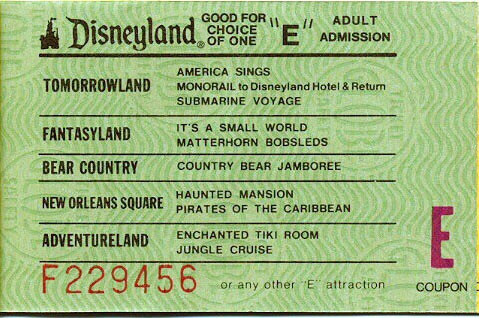 Disneyland® GOOD FOR CHOICE OF ONE "E" ADULT ADMISSION
TOMORROWLAND
AMERICA SINGS
MONORAIL to Disneyland Hotel & Return
SUBMARINE VOYAGE
FANTASYLAND
IT'S A SMALL WORLD
MATTERHORN BOBSLEDS
BEAR COUNTRY
COUNTRY BEAR JAMBOREE
NEW ORLEANS SQUARE
HAUNTED MANSION
PIRATES OF THE CARIBBEAN
ADVENTURELAND
ENCHANTED TIKI ROOM
JUNGLE CRUISE
F229456
or any other "E" attraction
E
COUPON